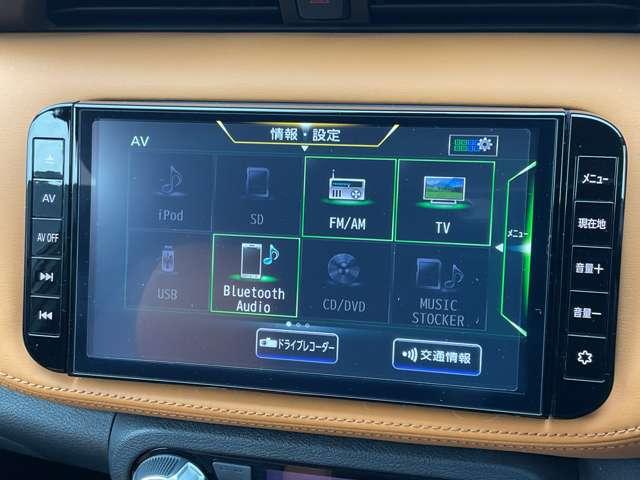 情報・設定
AV
iPod
SD
FM/AM
TV
USB
Bluetooth
Audio
CD/DVD
MUSIC
STOCKER
メニュー
ドライブレコーダー
交通情報
AV
AV OFF
メニュー
現在地
音量＋
音量－